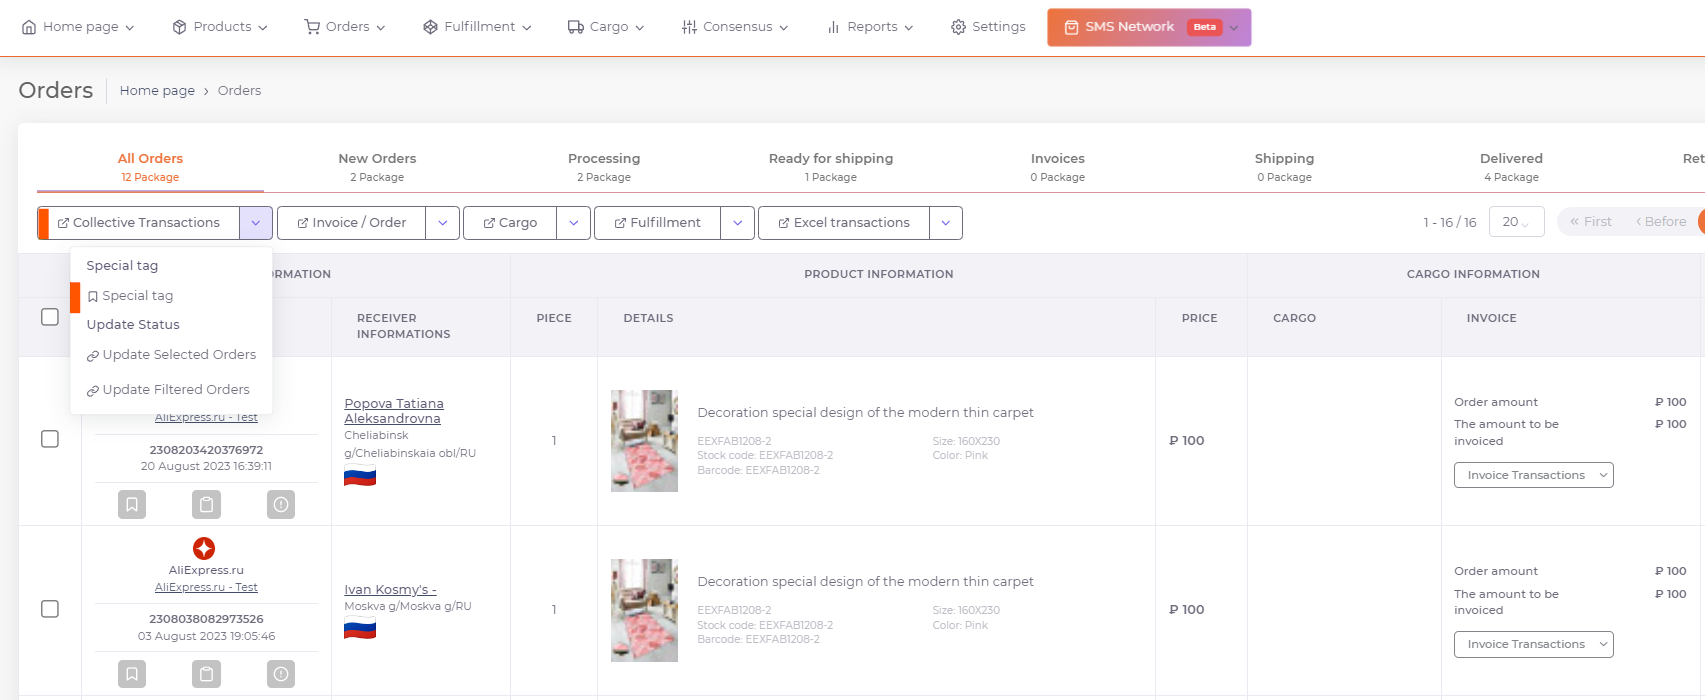 Home page
Products
Orders
Fulfillment
Cargo
Consensus
Reports
Settings
SMS Network Beta
Orders
Home page › Orders
All Orders
12 Package
New Orders
2 Package
Processing
2 Package
Ready for shipping
1 Package
Invoices
0 Package
Shipping
0 Package
Delivered
4 Package
Ret
Collective Transactions
Invoice / Order
Cargo
Fulfillment
Excel transactions
1 - 16 / 16
20
« First
‹ Before
Special tag
Special tag
Update Status
Update Selected Orders
Update Filtered Orders
RMATION
PRODUCT INFORMATION
CARGO INFORMATION
RECEIVER
INFORMATIONS
PIECE
DETAILS
PRICE
CARGO
INVOICE
AliExpress.ru - Test
23082034203769​72
20 August 2023 16:39:11
Popova Tatiana
Aleksandrovna
Cheliabinsk
g/Cheliabinskaia obl/RU
1
Decoration special design of the modern thin carpet
EEXFAB1208-2
Stock code: EEXFAB1208-2
Barcode: EEXFAB1208-2
Size: 160X230
Color: Pink
₽ 100
Order amount ₽ 100
The amount to be ₽ 100
invoiced
Invoice Transactions
AliExpress.ru
AliExpress.ru - Test
2308038082973526
03 August 2023 19:05:46
Ivan Kosmy's -
Moskva g/Moskva g/RU
1
Decoration special design of the modern thin carpet
EEXFAB1208-2
Stock code: EEXFAB1208-2
Barcode: EEXFAB1208-2
Size: 160X230
Color: Pink
₽ 100
Order amount ₽ 100
The amount to be ₽ 100
invoiced
Invoice Transactions